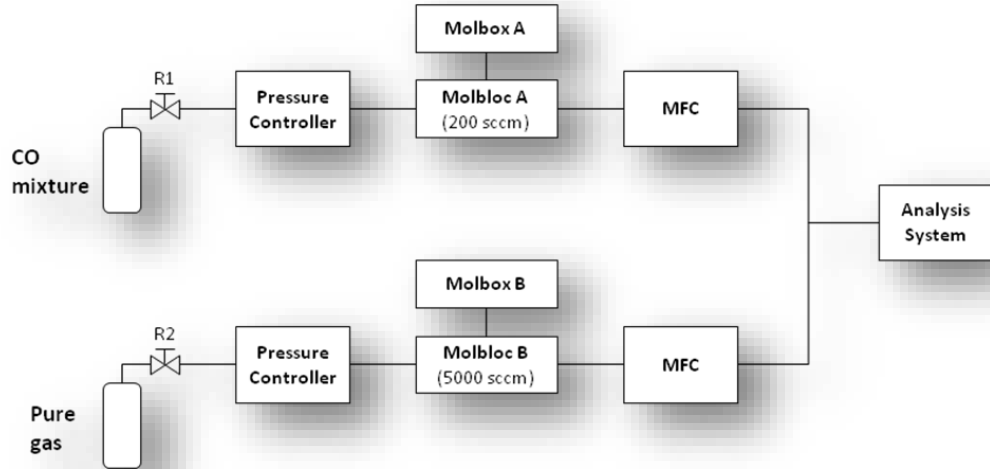 Molbox A
R1
Pressure
Controller
Molbloc A
(200 sccm)
MFC
CO
mixture
Analysis
System
Molbox B
R2
Pressure
Controller
Molbloc B
(5000 sccm)
MFC
Pure
gas